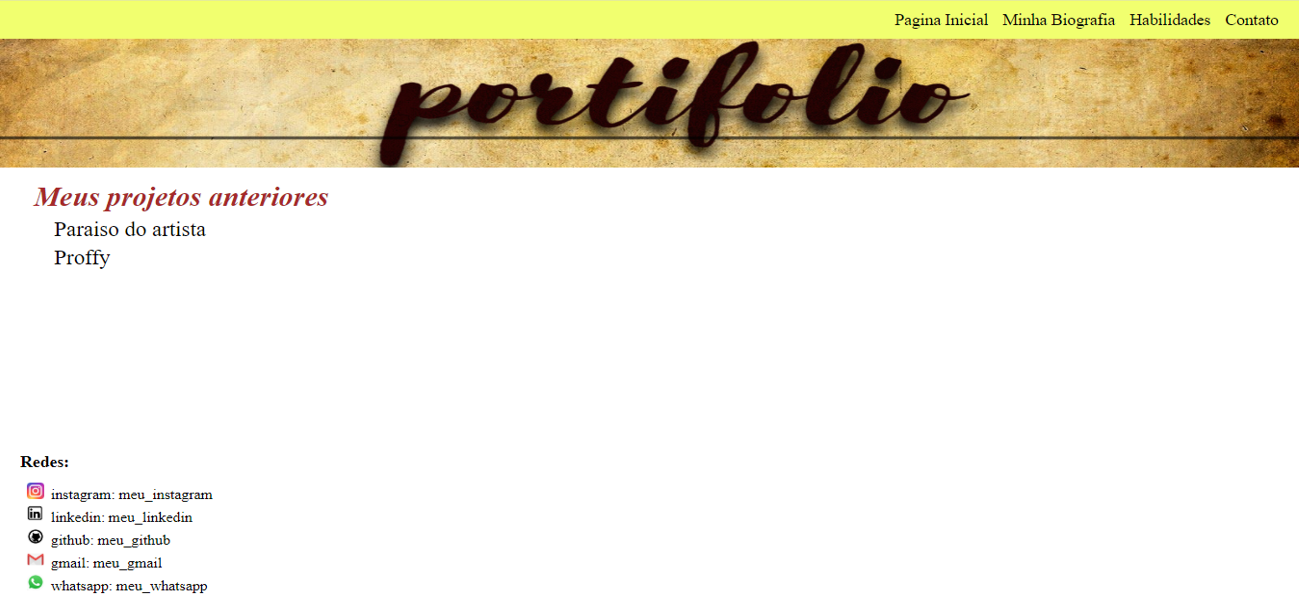 Pagina Inicial Minha Biografia Habilidades Contato
portifolio
Meus projetos anteriores
Paraiso do artista
Proffy
Redes:
instagram: meu_instagram
linkedin: meu_linkedin
github: meu_github
gmail: meu_gmail
whatsapp: meu_whatsapp